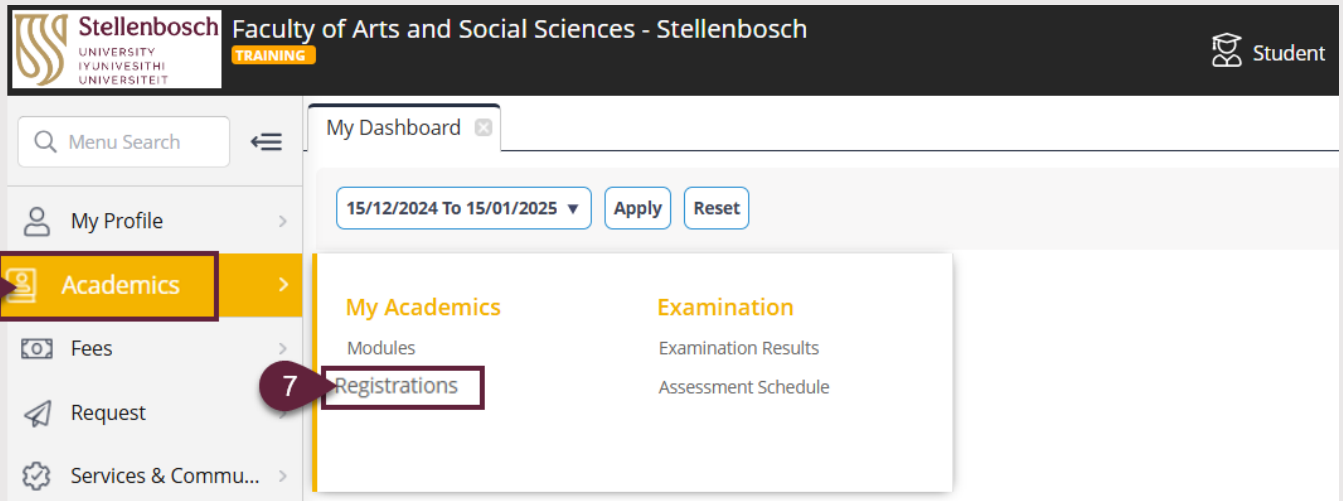 Stellenbosch
UNIVERSITY
IYUNIVESITHI
UNIVERSITEIT
Faculty of Arts and Social Sciences - Stellenbosch
TRAINING
Student
Menu Search
My Dashboard
15/12/2024 To 15/01/2025
Apply
Reset
My Profile
Academics
Fees
Request
Services & Commu...
My Academics
Modules
7
Registrations
Examination
Examination Results
Assessment Schedule